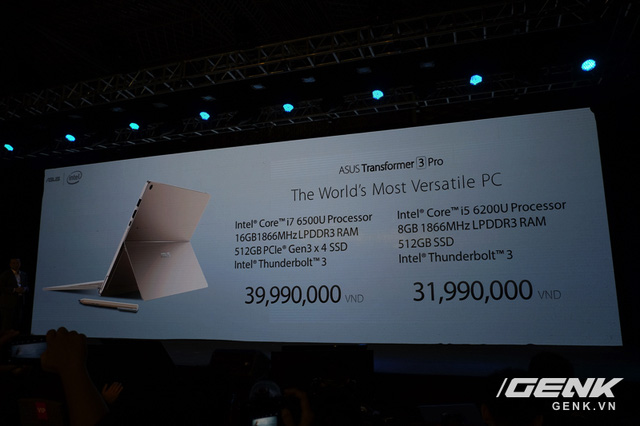 ASUS intel
ASUS Transformer 3 Pro
The World's Most Versatile PC
Intel® Core™ i7 6500U Processor
16GB1866MHz LPDDR3 RAM
512GB PCIe® Gen3 x 4 SSD
Intel® Thunderbolt™ 3
39,990,000 VND
Intel® Core™ i5 6200U Processor
8GB 1866MHz LPDDR3 RAM
512GB SSD
Intel® Thunderbolt™ 3
31,990,000 VND
GENK
GENK.VN